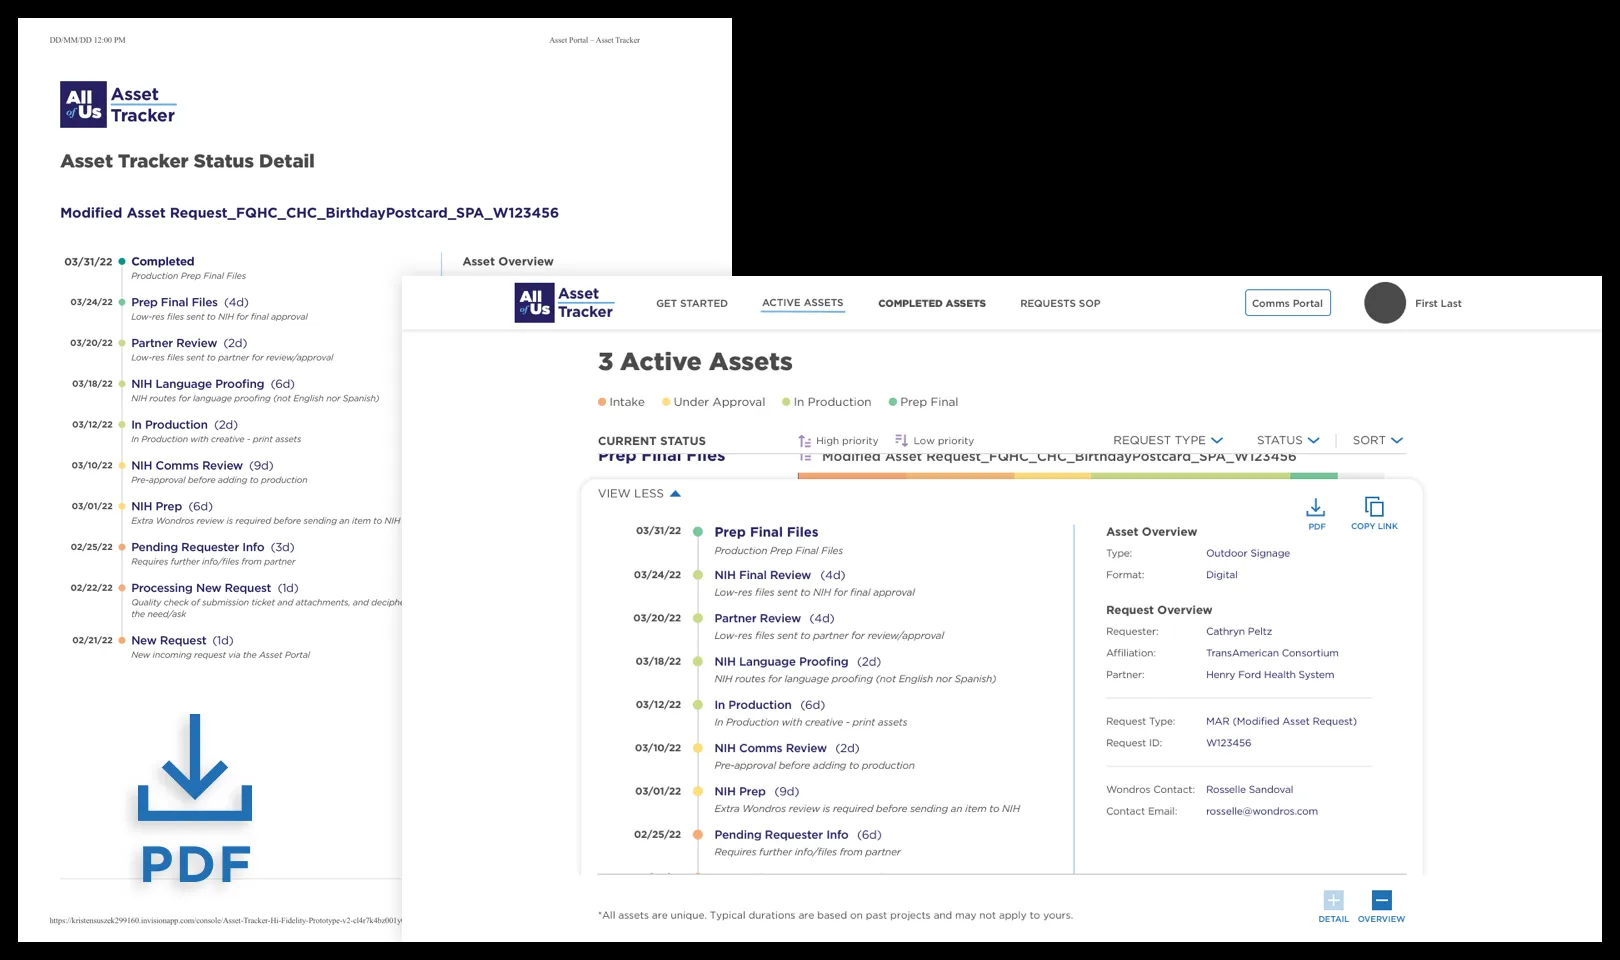 DD/MM/DD 12:00 PM
Asset Portal – Asset Tracker
All of Us
Asset
Tracker
Asset Tracker Status Detail
Modified Asset Request_FQHC_CHC_BirthdayPostcard_SPA_W123456
03/31/22 Completed
Production Prep Final Files
03/24/22 Prep Final Files (4d)
Low-res files sent to NIH for final approval
03/20/22 Partner Review (2d)
Low-res files sent to partner for review/approval
03/18/22 NIH Language Proofing (6d)
NIH routes for language proofing (not English nor Spanish)
03/12/22 In Production (2d)
In Production with creative - print assets
03/10/22 NIH Comms Review (9d)
Pre-approval before adding to production
03/01/22 NIH Prep (6d)
Extra Wondros review is required before sending an item to NIH
02/25/22 Pending Requester Info (3d)
Requires further info/files from partner
02/22/22 Processing New Request (1d)
Quality check of submission ticket and attachments, and deciphe
the need/ask
02/21/22 New Request (1d)
New incoming request via the Asset Portal
Asset Overview
PDF
All of Us
Asset
Tracker
GET STARTED ACTIVE ASSETS COMPLETED ASSETS REQUESTS SOP Comms Portal First Last
3 Active Assets
Intake Under Approval In Production Prep Final
CURRENT STATUS High priority Low priority REQUEST TYPE STATUS SORT
Prep Final Files Modified Asset Request_FQHC_CHC_BirthdayPostcard_SPA_W123456
VIEW LESS
PDF COPY LINK
03/31/22 Prep Final Files
Production Prep Final Files
03/24/22 NIH Final Review (4d)
Low-res files sent to NIH for final approval
03/20/22 Partner Review (4d)
Low-res files sent to partner for review/approval
03/18/22 NIH Language Proofing (2d)
NIH routes for language proofing (not English nor Spanish)
03/12/22 In Production (6d)
In Production with creative - print assets
03/10/22 NIH Comms Review (2d)
Pre-approval before adding to production
03/01/22 NIH Prep (9d)
Extra Wondros review is required before sending an item to NIH
02/25/22 Pending Requester Info (6d)
Requires further info/files from partner
Asset Overview
Type: Outdoor Signage
Format: Digital
Request Overview
Requester: Cathryn Peltz
Affiliation: TransAmerican Consortium
Partner: Henry Ford Health System
Request Type: MAR (Modified Asset Request)
Request ID: W123456
Wondros Contact: Rosselle Sandoval
Contact Email: rosselle@wondros.com
*All assets are unique. Typical durations are based on past projects and may not apply to yours.
DETAIL OVERVIEW